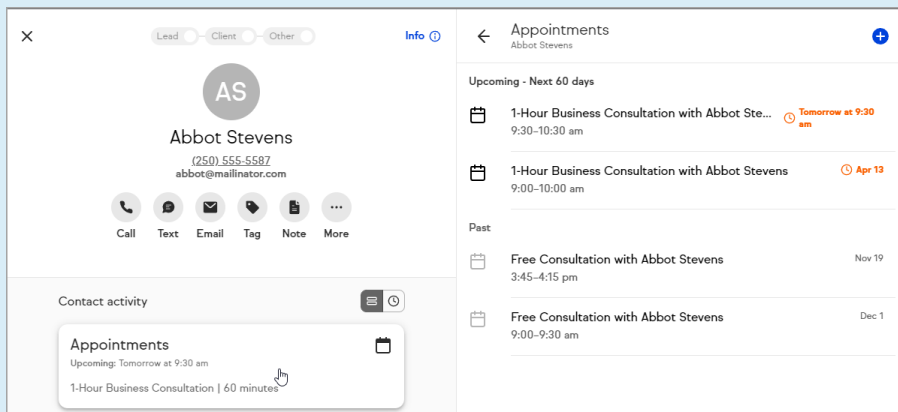 Lead Client Other
Info
AS
Abbot Stevens
(250) 555-5587
abbot@mailinator.com
Call Text Email Tag Note More
Contact activity
Appointments
Upcoming: Tomorrow at 9:30 am
1-Hour Business Consultation | 60 minutes
Appointments
Abbot Stevens
Upcoming - Next 60 days
1-Hour Business Consultation with Abbot Ste...
Tomorrow at 9:30
am
9:30–10:30 am
1-Hour Business Consultation with Abbot Stevens
Apr 13
9:00–10:00 am
Past
Free Consultation with Abbot Stevens
Nov 19
3:45–4:15 pm
Free Consultation with Abbot Stevens
Dec 1
9:00–9:30 am